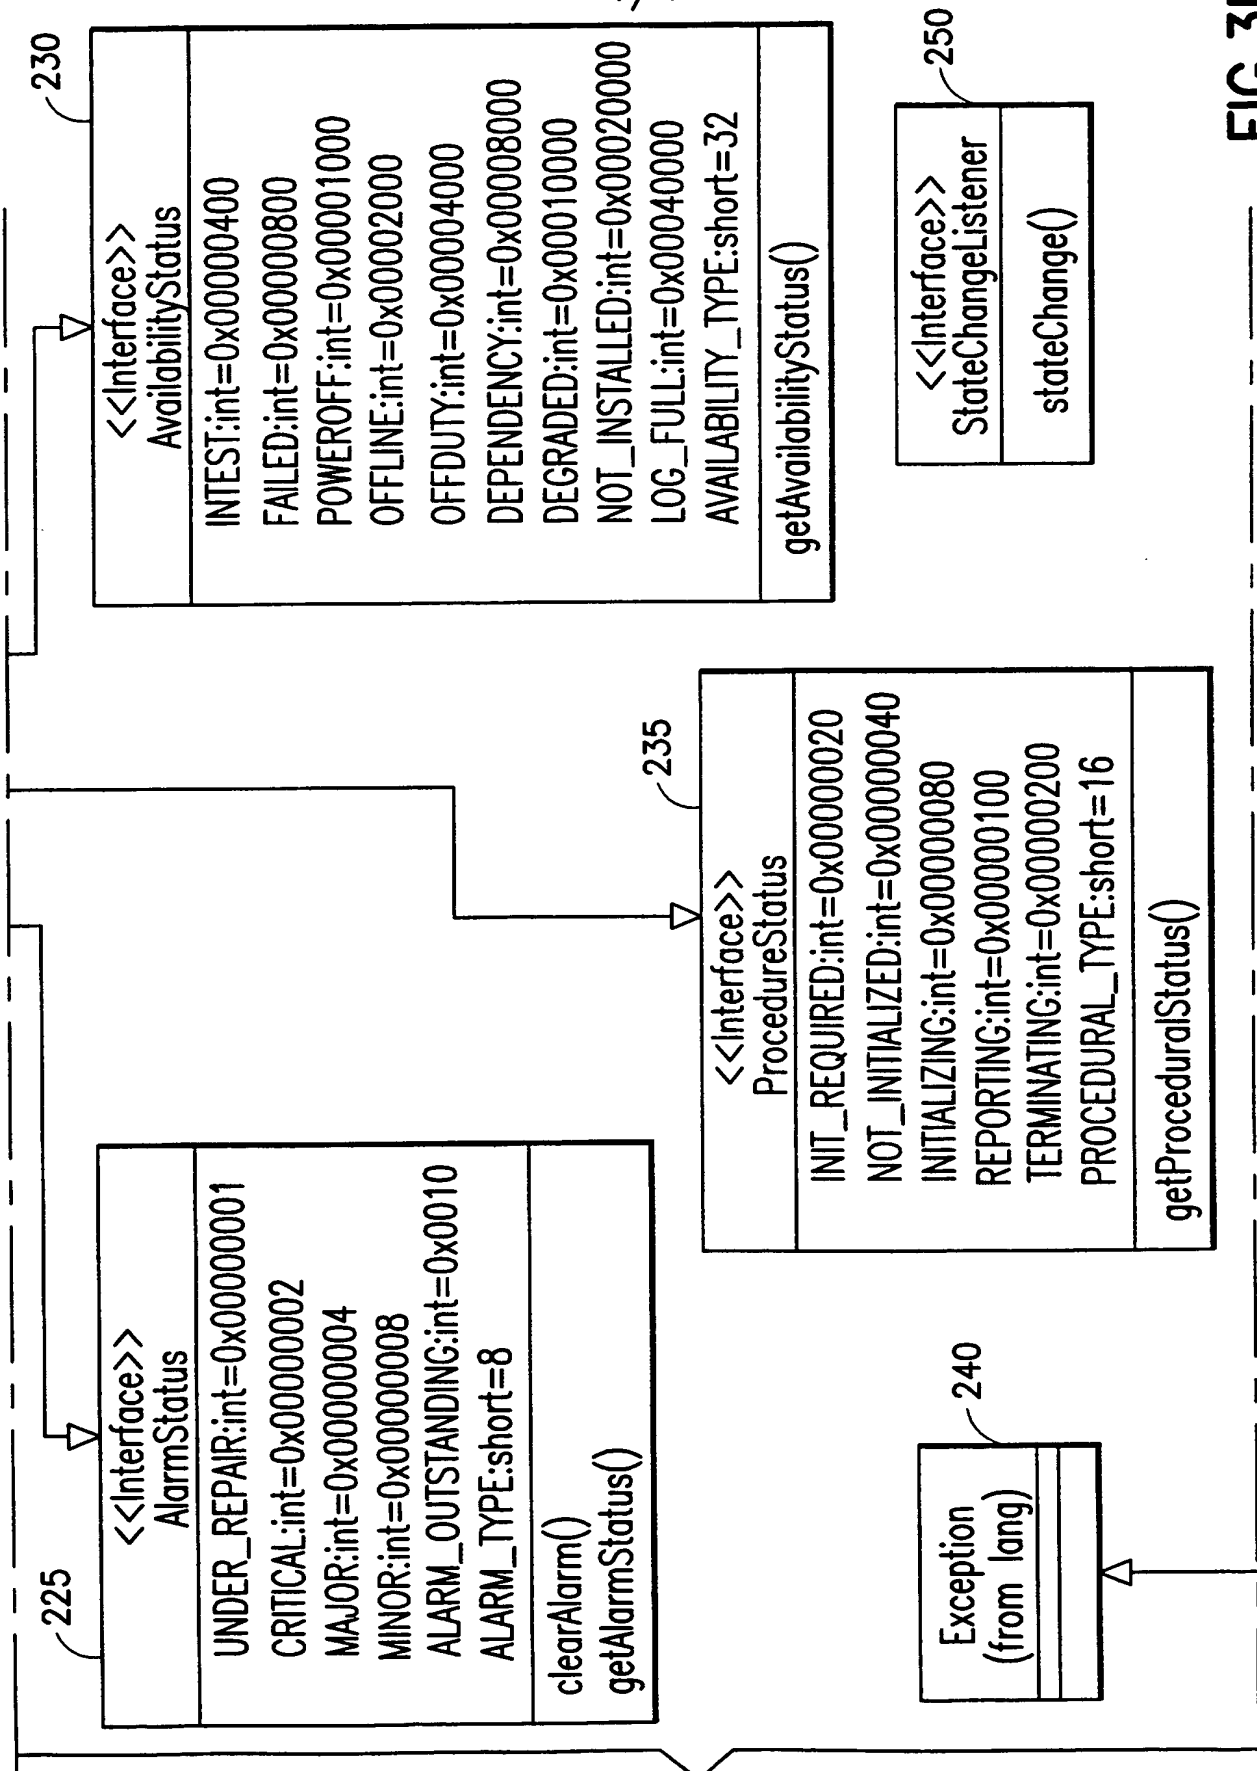 225
<<Interface>>
AlarmStatus
UNDER_REPAIR:int=0x00000001
CRITICAL:int=0x00000002
MAJOR:int=0x00000004
MINOR:int=0x00000008
ALARM_OUTSTANDING:int=0x0010
ALARM_TYPE:short=8
clearAlarm()
getAlarmStatus()
230
<<Interface>>
AvailabilityStatus
INTEST:int=0x00000400
FAILED:int=0x00000800
POWEROFF:int=0x00001000
OFFLINE:int=0x00002000
OFFDUTY:int=0x00004000
DEPENDENCY:int=0x00008000
DEGRADED:int=0x00010000
NOT_INSTALLED:int=0x00020000
LOG_FULL:int=0x00040000
AVAILABILITY_TYPE:short=32
getAvailabilityStatus()
235
<<Interface>>
ProcedureStatus
INIT_REQUIRED:int=0x00000020
NOT_INITIALIZED:int=0x00000040
INITIALIZING:int=0x00000080
REPORTING:int=0x00000100
TERMINATING:int=0x00000200
PROCEDURAL_TYPE:short=16
getProceduralStatus()
240
Exception
(from lang)
250
<<Interface>>
StateChangeListener
stateChange()